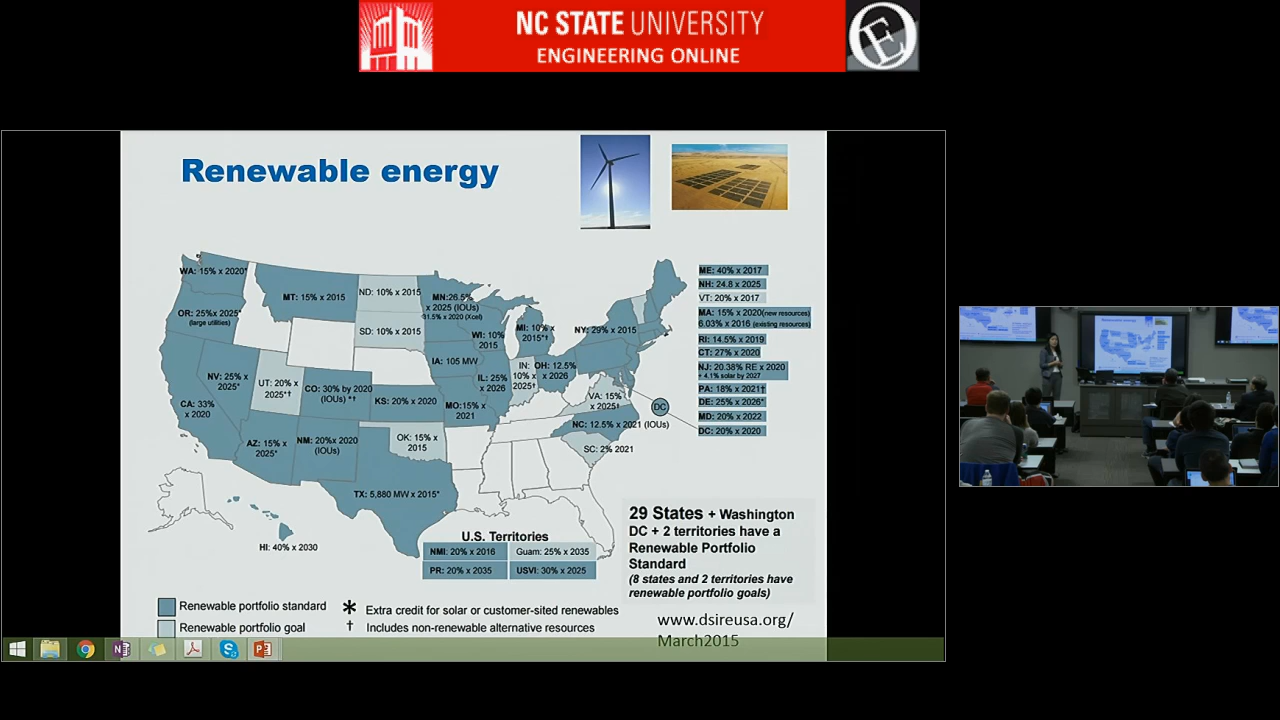 NC STATE UNIVERSITY
ENGINEERING ONLINE
Renewable energy
WA: 15% x 2020*
MT: 15% x 2015
ND: 10% x 2015
MN:26.5%
x 2025 (IOUs)
31.5% x 2020 (Xcel)
OR: 25%x 2025*
(large utilities)
SD: 10% x 2015
WI: 10%
2015
MI: 10% x
2015*†
NY: 29% x 2015
NV: 25% x
2025*
UT: 20% x
2025*†
CO: 30% by 2020
(IOUs) *†
IA: 105 MW
IL: 25%
x 2026
IN:
10% x
2025†
OH: 12.5%
x 2026
CA: 33%
x 2020
KS: 20% x 2020
MO:15% x
2021
VA: 15%
x 2025†
DC
AZ: 15% x
2025*
NM: 20%x 2020
(IOUs)
OK: 15% x
2015
NC: 12.5% x 2021 (IOUs)
SC: 2% 2021
TX: 5,880 MW x 2015*
HI: 40% x 2030
ME: 40% x 2017
NH: 24.8 x 2025
VT: 20% x 2017
MA: 15% x 2020(new resources)
6.03% x 2016 (existing resources)
RI: 14.5% x 2019
CT: 27% x 2020
NJ: 20.38% RE x 2020
+ 4.1% solar by 2027
PA: 18% x 2021†
DE: 25% x 2026*
MD: 20% x 2022
DC: 20% x 2020
U.S. Territories
NMI: 20% x 2016
Guam: 25% x 2035
PR: 20% x 2035
USVI: 30% x 2025
29 States + Washington
DC + 2 territories have a
Renewable Portfolio
Standard
(8 states and 2 territories have
renewable portfolio goals)
Renewable portfolio standard
* Extra credit for solar or customer-sited renewables
Renewable portfolio goal
† Includes non-renewable alternative resources
www.dsireusa.org/
March2015